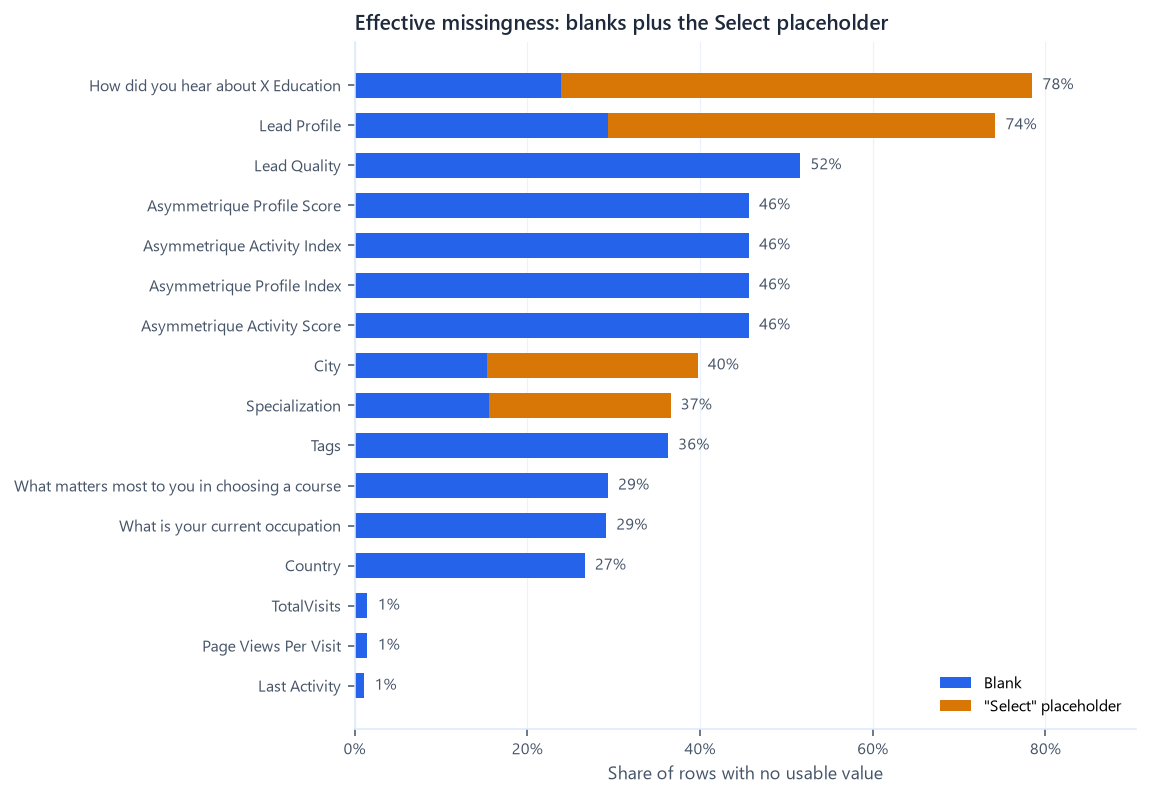 Effective missingness: blanks plus the Select placeholder
How did you hear about X Education 78%
Lead Profile 74%
Lead Quality 52%
Asymmetrique Profile Score 46%
Asymmetrique Activity Index 46%
Asymmetrique Profile Index 46%
Asymmetrique Activity Score 46%
City 40%
Specialization 37%
Tags 36%
What matters most to you in choosing a course 29%
What is your current occupation 29%
Country 27%
TotalVisits 1%
Page Views Per Visit 1%
Last Activity 1%
Blank
"Select" placeholder
0% 20% 40% 60% 80%
Share of rows with no usable value